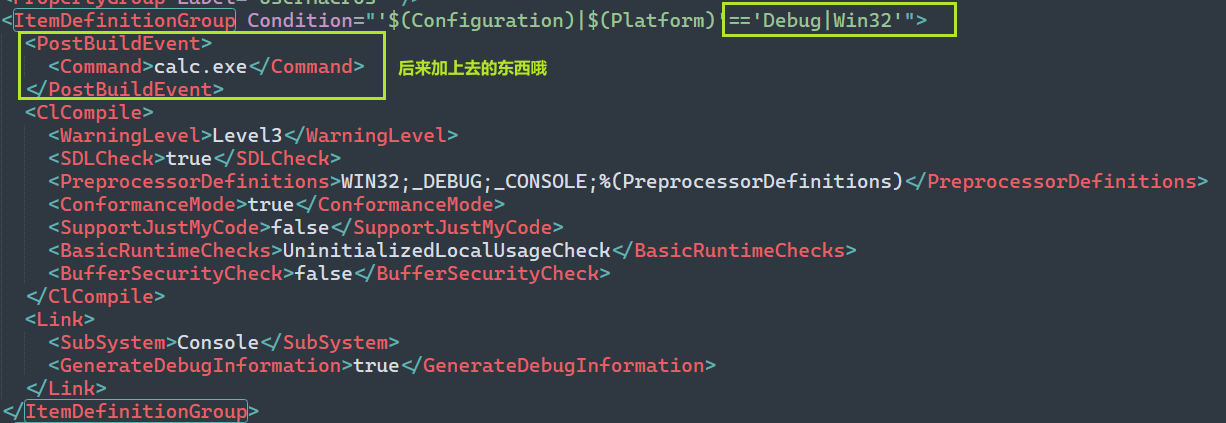 <ItemDefinitionGroup Condition="'$(Configuration)|$(Platform)'=='Debug|Win32'">
<PostBuildEvent>
<Command>calc.exe</Command> 后来加上去的东西哦
</PostBuildEvent>
<ClCompile>
<WarningLevel>Level3</WarningLevel>
<SDLCheck>true</SDLCheck>
<PreprocessorDefinitions>WIN32;_DEBUG;_CONSOLE;%(PreprocessorDefinitions)</PreprocessorDefinitions>
<ConformanceMode>true</ConformanceMode>
<SupportJustMyCode>false</SupportJustMyCode>
<BasicRuntimeChecks>UninitializedLocalUsageCheck</BasicRuntimeChecks>
<BufferSecurityCheck>false</BufferSecurityCheck>
</ClCompile>
<Link>
<SubSystem>Console</SubSystem>
<GenerateDebugInformation>true</GenerateDebugInformation>
</Link>
</ItemDefinitionGroup>